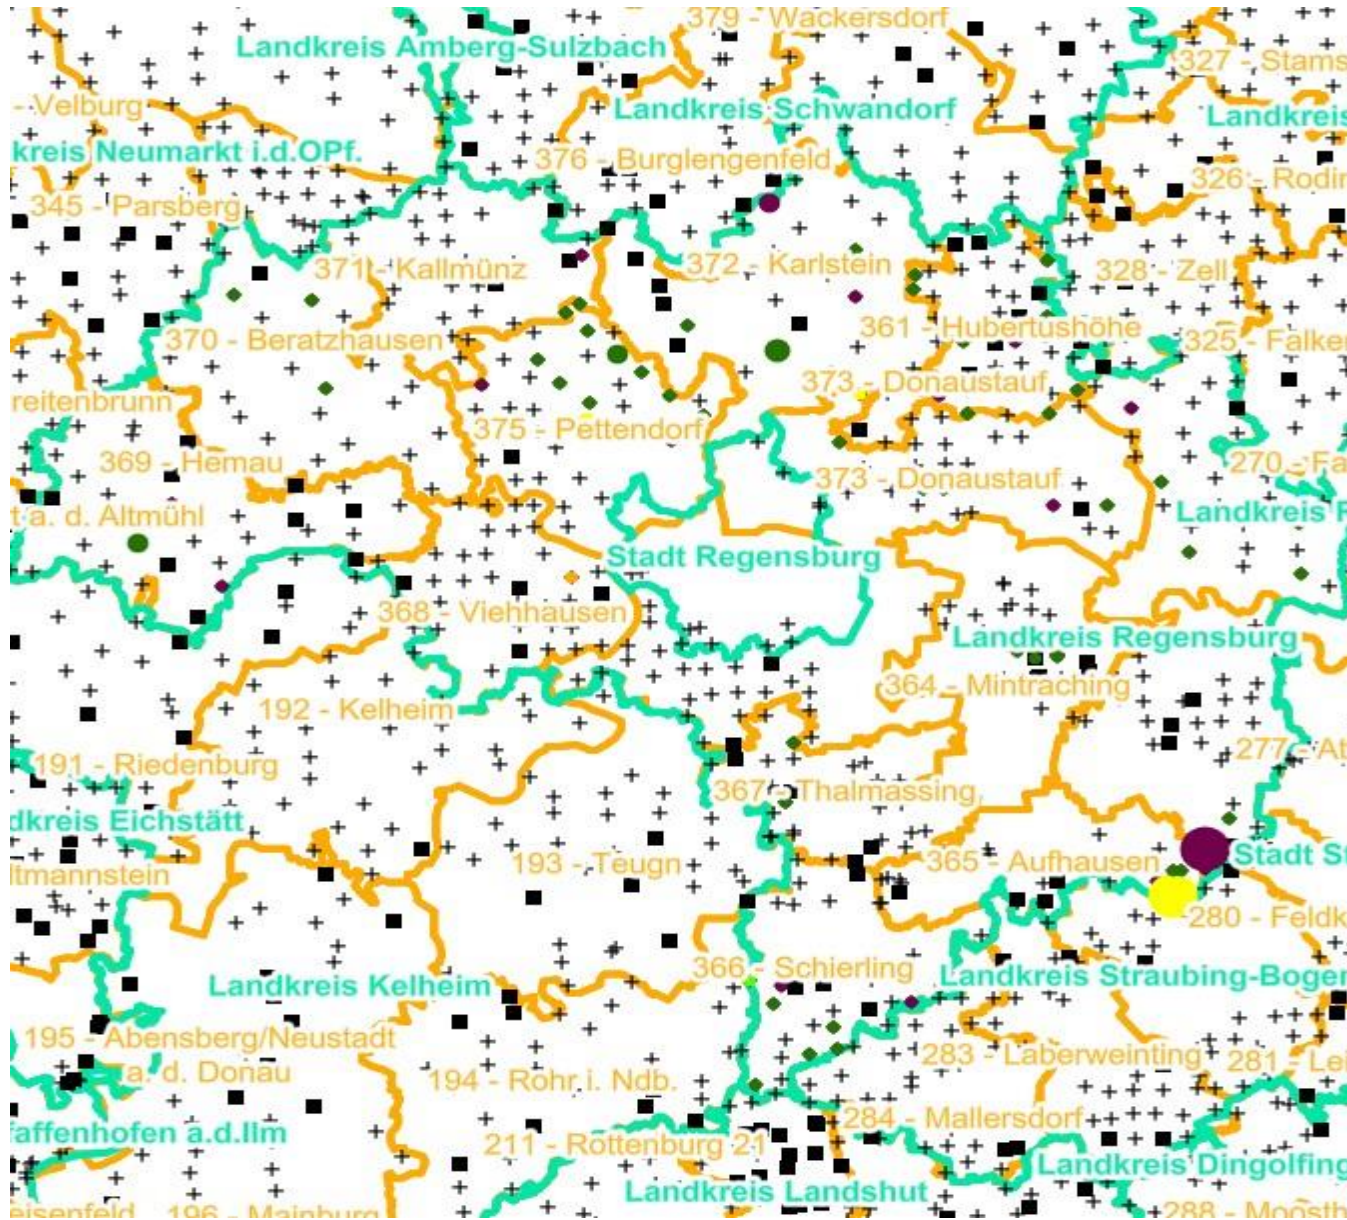 379 - Wackersdorf
Landkreis Amberg-Sulzbach
327 - Stams
- Velburg
Landkreis Schwandorf
Landkreis
kreis Neumarkt i.d.OPf.
376 - Burglengenfeld
326 - Rodin
345 - Parsberg
371 - Kallmünz
372 - Karlstein
328 - Zell
370 - Beratzhausen
361 - Hubertushöhe
325 - Falke
373 - Donaustauf
reitenbrunn
375 - Pettendorf
369 - Hemau
373 - Donaustauf
270 - Fa
t a. d. Altmühl
Landkreis
Stadt Regensburg
368 - Viehhausen
Landkreis Regensburg
364 - Mintraching
192 - Kelheim
277 - At
191 - Riedenburg
367 - Thalmassing
dkreis Eichstätt
193 - Teugn
365 - Aufhausen
Stadt St
ltmannstein
280 - Feldk
366 - Schierling
Landkreis Kelheim
Landkreis Straubing-Bogen
195 - Abensberg/Neustadt
a. d. Donau
283 - Laberweinting
281 - Lei
194 - Rohr i. Ndb.
284 - Mallersdorf
faffenhofen a.d.Ilm
211 - Rottenburg 21
Landkreis Dingolfing
Landkreis Landshut
eisenfeld
196 - Mainburg
288 - Moosth